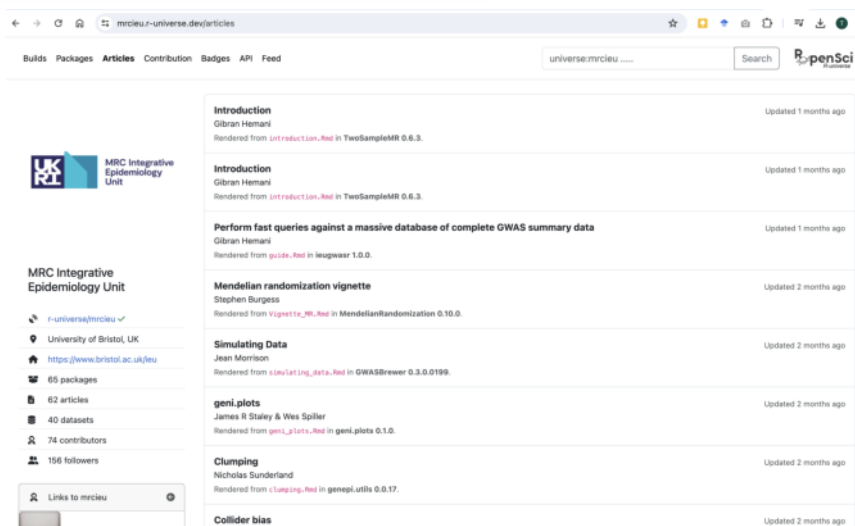 mrcieu.r-universe.dev/articles
Builds Packages Articles Contribution Badges API Feed
universe:mrcieu .....
Search
ROpenSci
R-universe
UKRI
MRC Integrative
Epidemiology
Unit
MRC Integrative
Epidemiology Unit
r-universe/mrcieu ✓
University of Bristol, UK
https://www.bristol.ac.uk/ieu
65 packages
62 articles
40 datasets
74 contributors
156 followers
Links to mrcieu
Introduction
Updated 1 months ago
Gibran Hemani
Rendered from introduction.Rmd in TwoSampleMR 0.6.3.
Introduction
Updated 1 months ago
Gibran Hemani
Rendered from introduction.Rmd in TwoSampleMR 0.6.3.
Perform fast queries against a massive database of complete GWAS summary data
Updated 1 months ago
Gibran Hemani
Rendered from guide.Rmd in ieugwasr 1.0.0.
Mendelian randomization vignette
Updated 2 months ago
Stephen Burgess
Rendered from Vignette_MR.Rmd in MendelianRandomization 0.10.0.
Simulating Data
Updated 2 months ago
Jean Morrison
Rendered from simulating_data.Rmd in GWASBrewer 0.3.0.0199.
geni.plots
Updated 2 months ago
James R Staley & Wes Spiller
Rendered from geni_plots.Rmd in geni.plots 0.1.0.
Clumping
Updated 2 months ago
Nicholas Sunderland
Rendered from clumping.Rmd in genepi.utils 0.0.17.
Collider bias
Updated 2 months ago